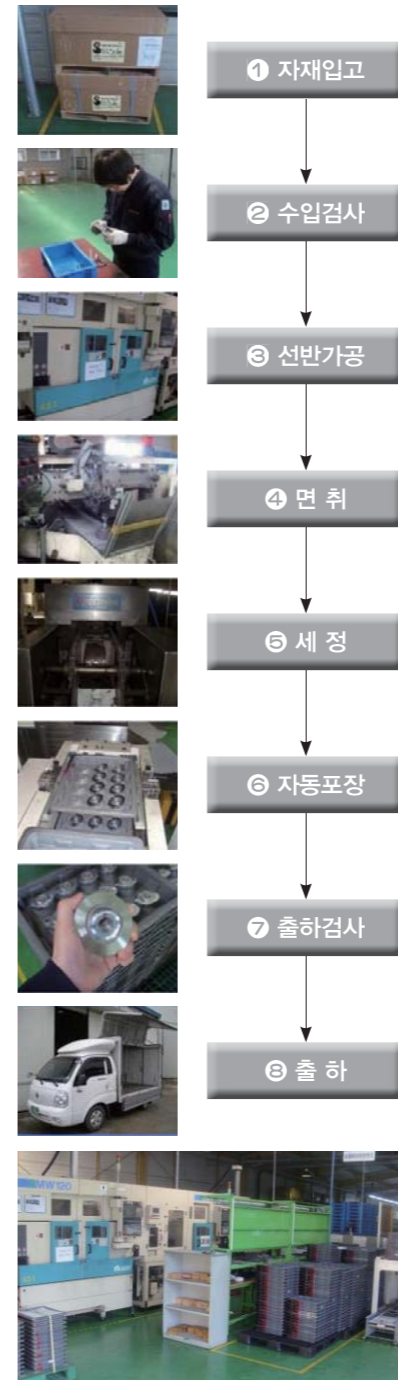 ❶ 자재입고
❷ 수입검사
❸ 선반가공
❹ 면 취
❺ 세 정
❻ 자동포장
❼ 출하검사
❽ 출 하
MW120